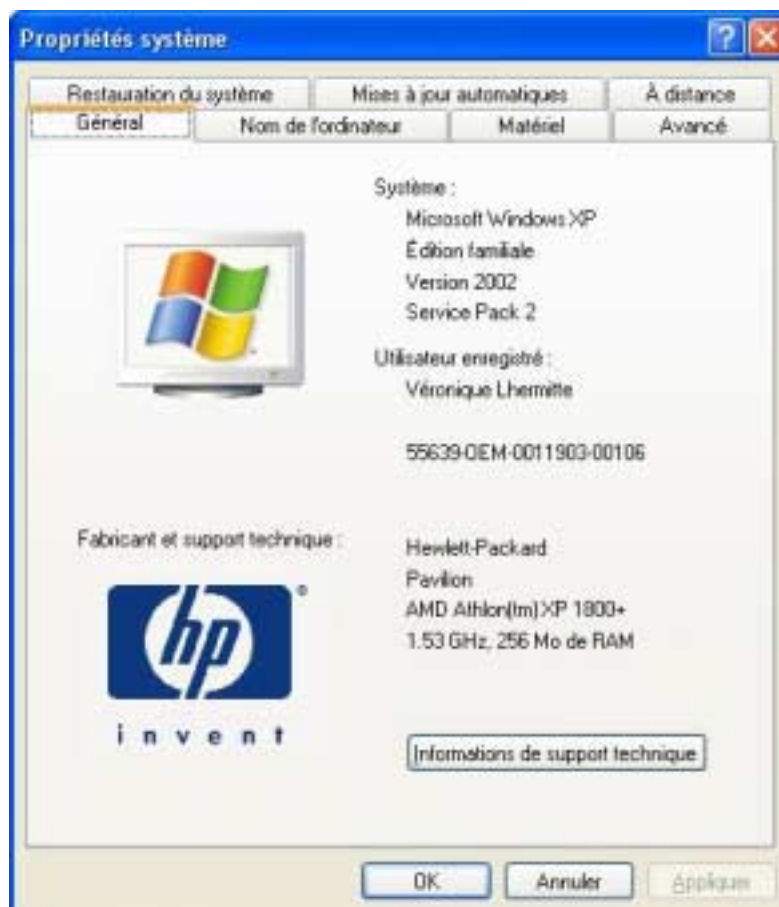 Propriétés système
Restauration du système
Mises à jour automatiques
À distance
Général
Nom de l'ordinateur
Matériel
Avancé
Système :
Microsoft Windows XP
Édition familiale
Version 2002
Service Pack 2
Utilisateur enregistré :
Véronique Lhermitte
55639-OEM-0011903-00106
Fabricant et support technique :
Hewlett-Packard
Pavilion
AMD Athlon(tm) XP 1800+
1.53 GHz, 256 Mo de RAM
hp
®
invent
Informations de support technique
OK
Annuler
Appliquer